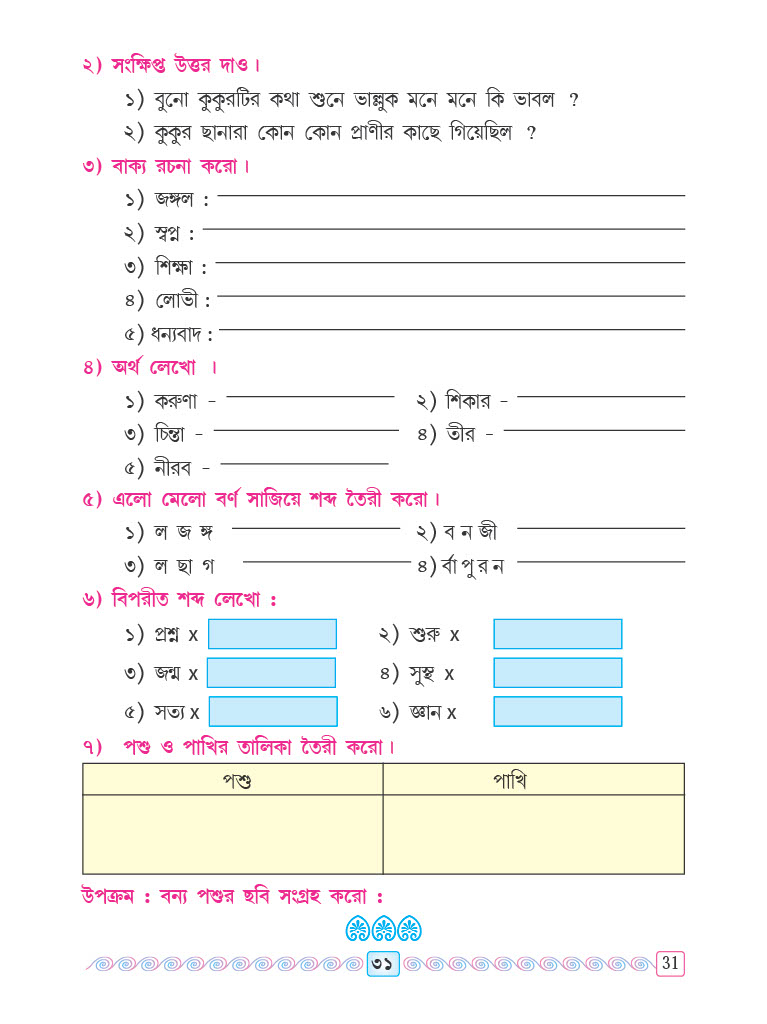 ২) সংক্ষিপ্ত উত্তর দাও।
১) বুনো কুকুরটির কথা শুনে ভাল্লুক মনে মনে কি ভাবল ?
২) কুকুর ছানারা কোন কোন প্রাণীর কাছে গিয়েছিল ?
৩) বাক্য রচনা করো।
১) জঙ্গল :
২) স্বপ্ন :
৩) শিক্ষা :
৪) লোভী :
৫) ধন্যবাদ :
৪) অর্থ লেখো ।
১) করুণা - ২) শিকার -
৩) চিন্তা - ৪) তীর -
৫) নীরব -
৫) এলো মেলো বর্ণ সাজিয়ে শব্দ তৈরী করো।
১) ল জ ঙ্গ ২) ব ন জী
৩) ল ছা গ ৪) র্বা পু র ন
৬) বিপরীত শব্দ লেখো :
১) প্রশ্ন x ২) শুরু x
৩) জন্ম x ৪) সুস্থ x
৫) সত্য x ৬) জ্ঞান x
৭) পশু ও পাখির তালিকা তৈরী করো।
পশু পাখি
উপক্রম : বন্য পশুর ছবি সংগ্রহ করো :
৩১ 31